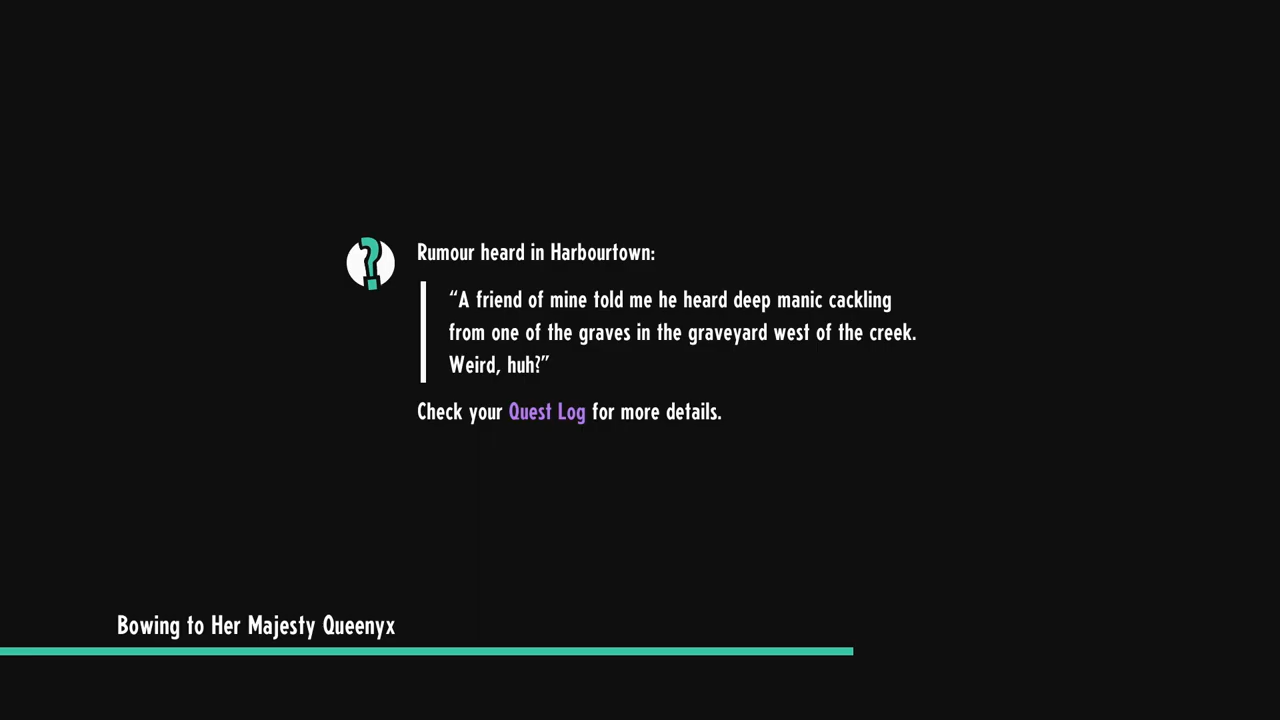 Rumour heard in Harbourtown:
“A friend of mine told me he heard deep manic cackling
from one of the graves in the graveyard west of the creek.
Weird, huh?”
Check your Quest Log for more details.
Bowing to Her Majesty Queenyx